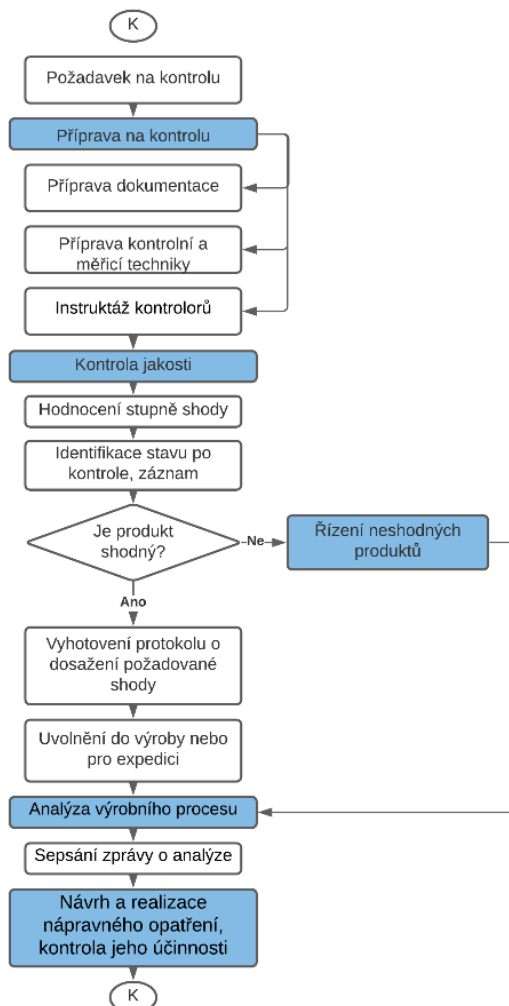 K
Požadavek na kontrolu
Příprava na kontrolu
Příprava dokumentace
Příprava kontrolní a
měřicí techniky
Instruktáž kontrolorů
Kontrola jakosti
Hodnocení stupně shody
Identifikace stavu po
kontrole, záznam
Je produkt
shodný?
Ne
Řízení neshodných
produktů
Ano
Vyhotovení protokolu o
dosažení požadované
shody
Uvolnění do výroby nebo
pro expedici
Analýza výrobního procesu
Sepsání zprávy o analýze
Návrh a realizace
nápravného opatření,
kontrola jeho účinnosti
K